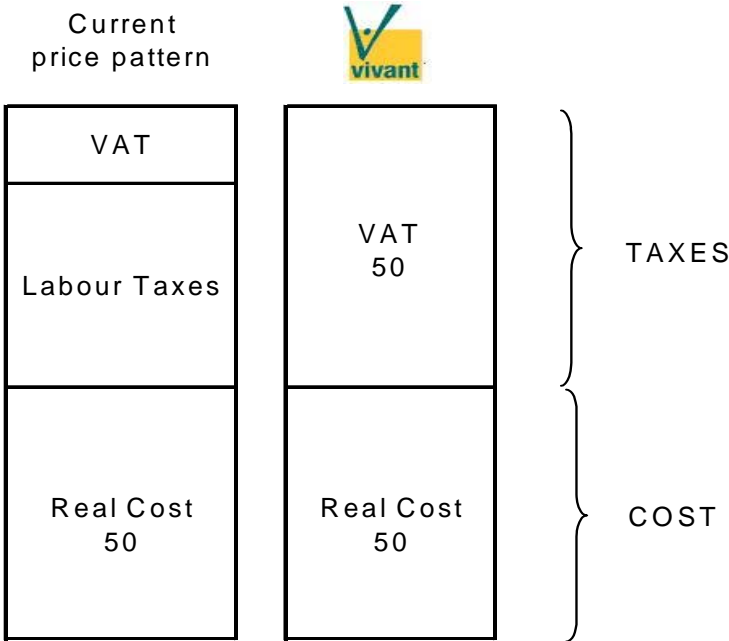 Current
price pattern
vivant
VAT
Labour Taxes
Real Cost
50
VAT
50
Real Cost
50
TAXES
COST